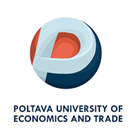 POLTAVA UNIVERSITY OF
ECONOMICS AND TRADE